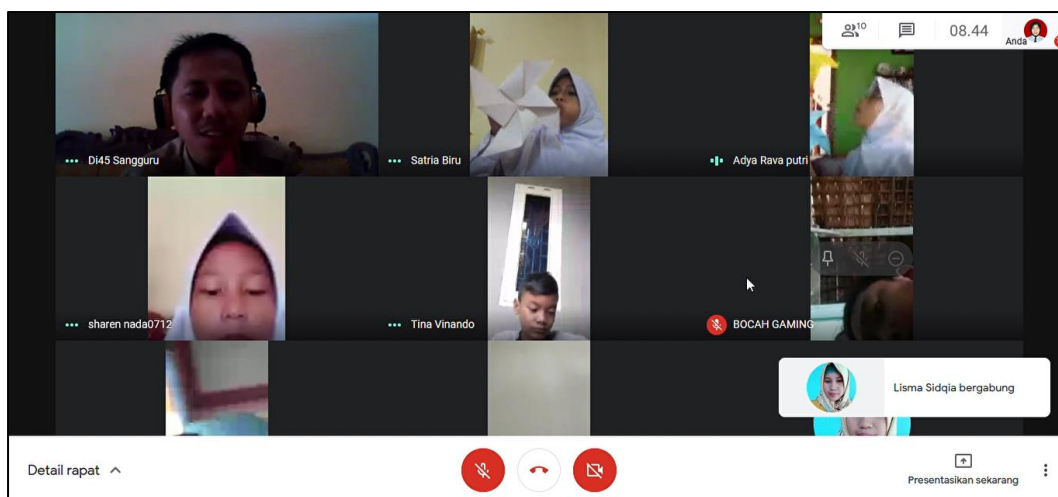 10
08.44
Anda
Di45 Sangguru
Satria Biru
Adya Rava putri
sharen nada0712
Tina Vinando
BOCAH GAMING
Lisma Sidqia bergabung
Detail rapat
Presentasikan sekarang